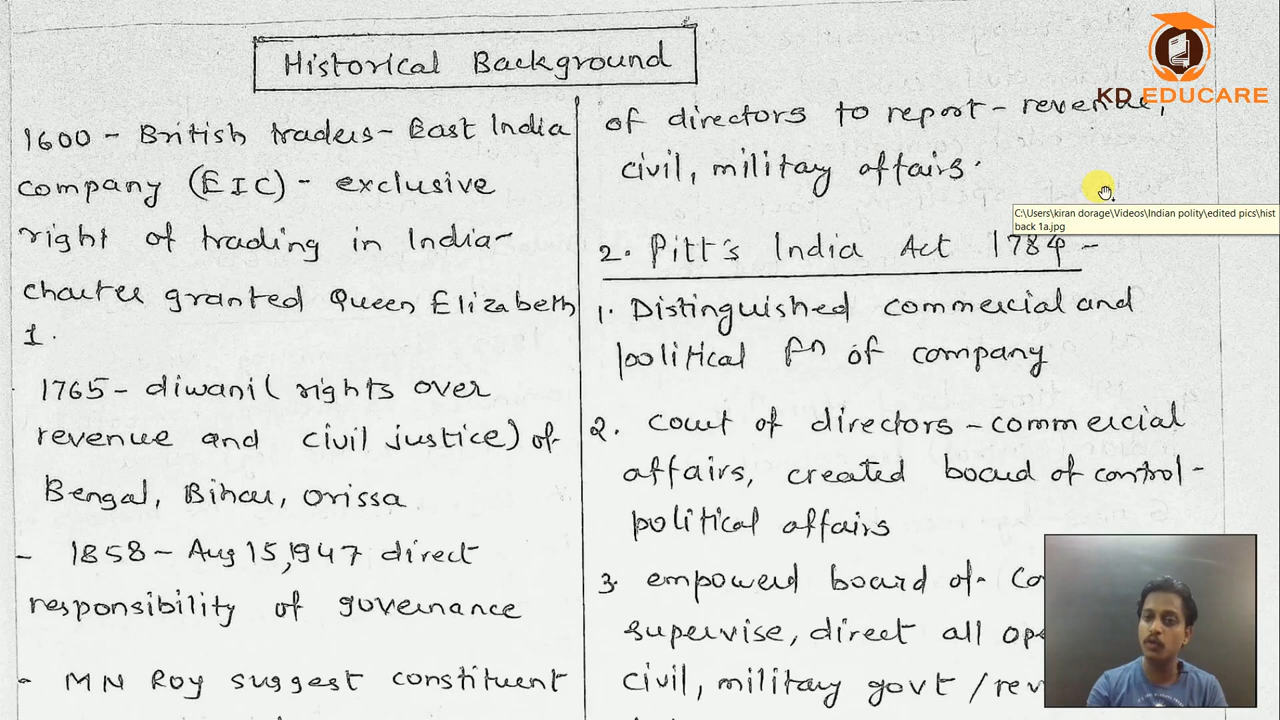 Historical Background
1600 - British traders - East India
company (EIC) - exclusive
right of trading in India -
charter granted Queen Elizabeth
1.
1765 - diwani ( rights over
revenue and civil justice) of
Bengal, Bihar, Orissa
- 1858 - Aug 15, 1947 direct
responsibility of governance
- MN Roy suggest constituent
of directors to report - revenue,
civil, military affairs.
2. Pitt's India Act 1784 -
1. Distinguished commercial and
political fn of company
2. court of directors - commercial
affairs, created board of control -
political affairs
3. empowered board of
supervise, direct all
civil, military govt /
KD EDUCARE
C:\Users\kiran dorage\Videos\Indian polity\edited pics\hist
back 1a.jpg